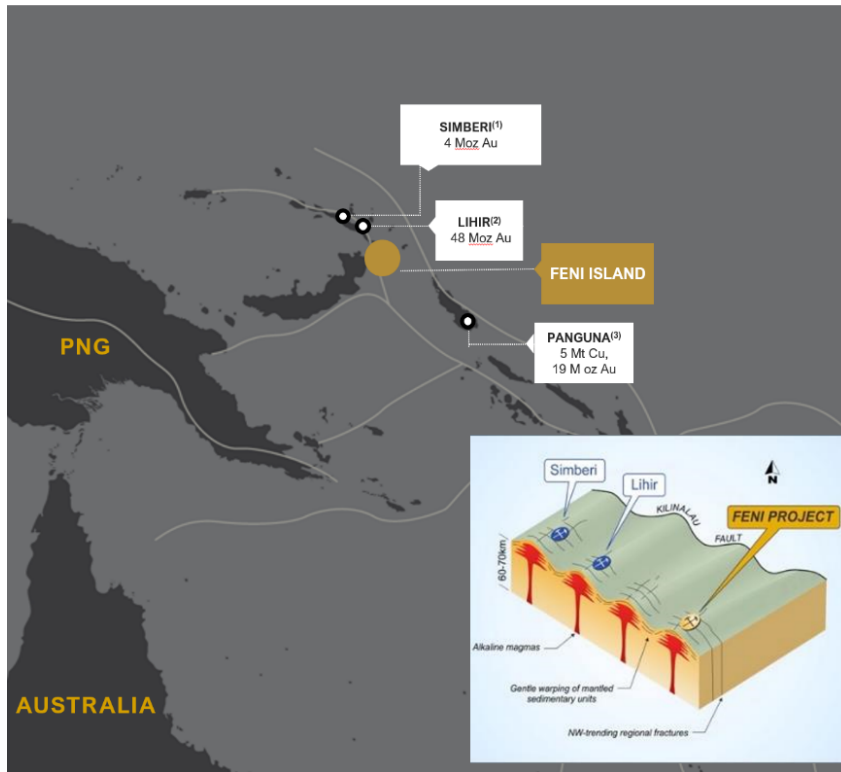 SIMBERI(1)
4 Moz Au
LIHIR(2)
48 Moz Au
FENI ISLAND
PNG
PANGUNA(3)
5 Mt Cu,
19 M oz Au
AUSTRALIA
Simberi
Lihir
N
FENI PROJECT
KILINALAU
FAULT
60-70km
Alkaline magmas
Gentle warping of mantled
sedimentary units
NW-trending regional fractures